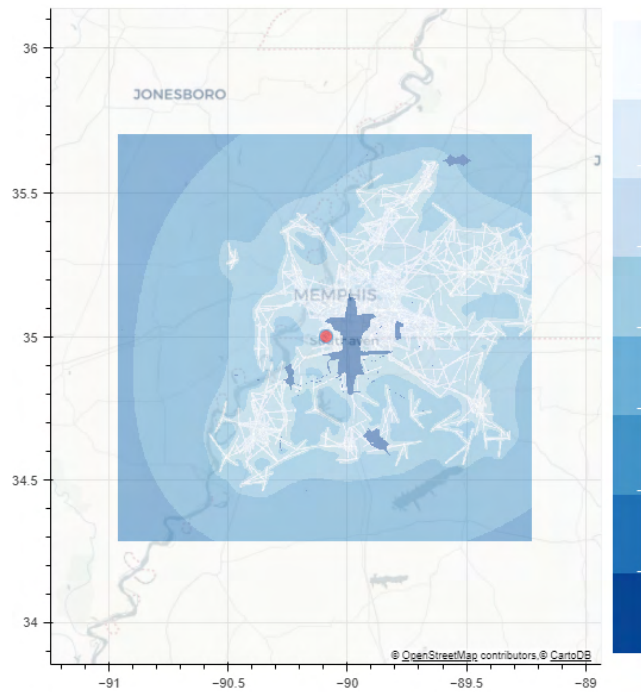 36
JONESBORO
J
35.5
MEMPHIS
35
Southaven
34.5
34
© OpenStreetMap contributors,© CartoDB
−91
−90.5
−90
−89.5
−89